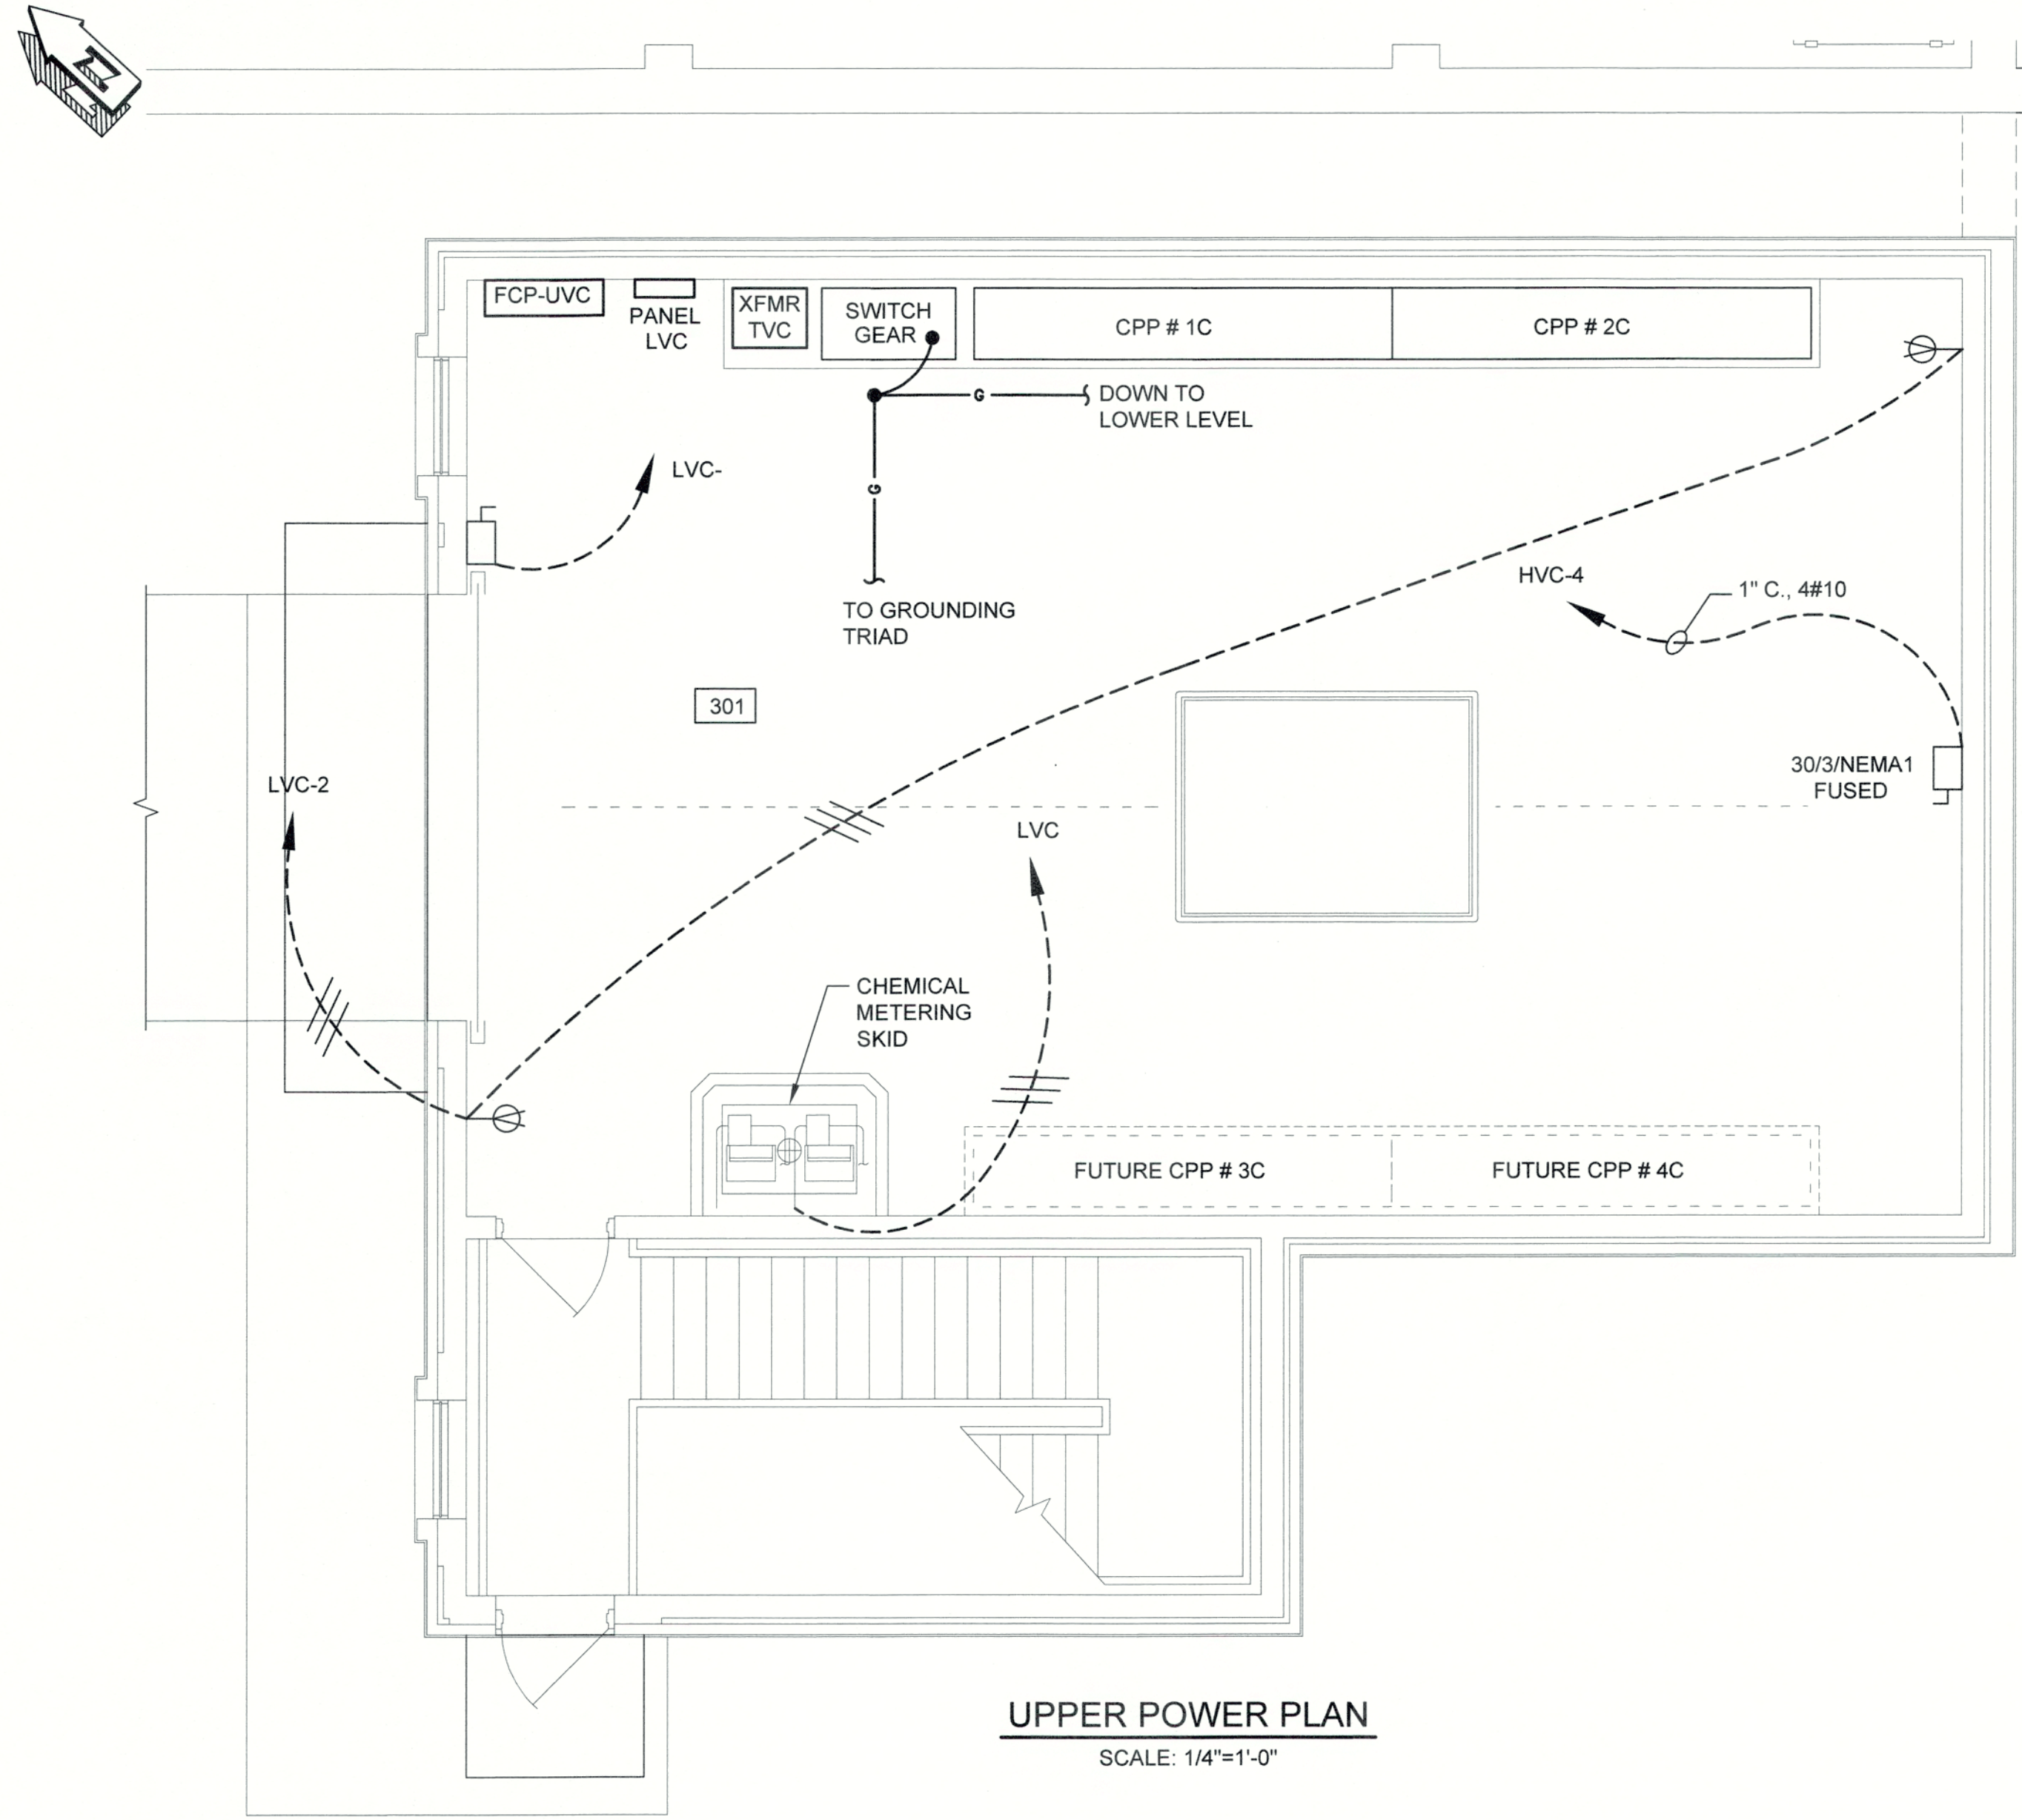 N
FCP-UVC
PANEL
LVC
XFMR
TVC
SWITCH
GEAR
CPP # 1C
CPP # 2C
G
DOWN TO
LOWER LEVEL
LVC-
G
TO GROUNDING
TRIAD
HVC-4
1" C., 4#10
301
30/3/NEMA1
FUSED
LVC-2
LVC
CHEMICAL
METERING
SKID
FUTURE CPP # 3C
FUTURE CPP # 4C
UPPER POWER PLAN
SCALE: 1/4"=1'-0"